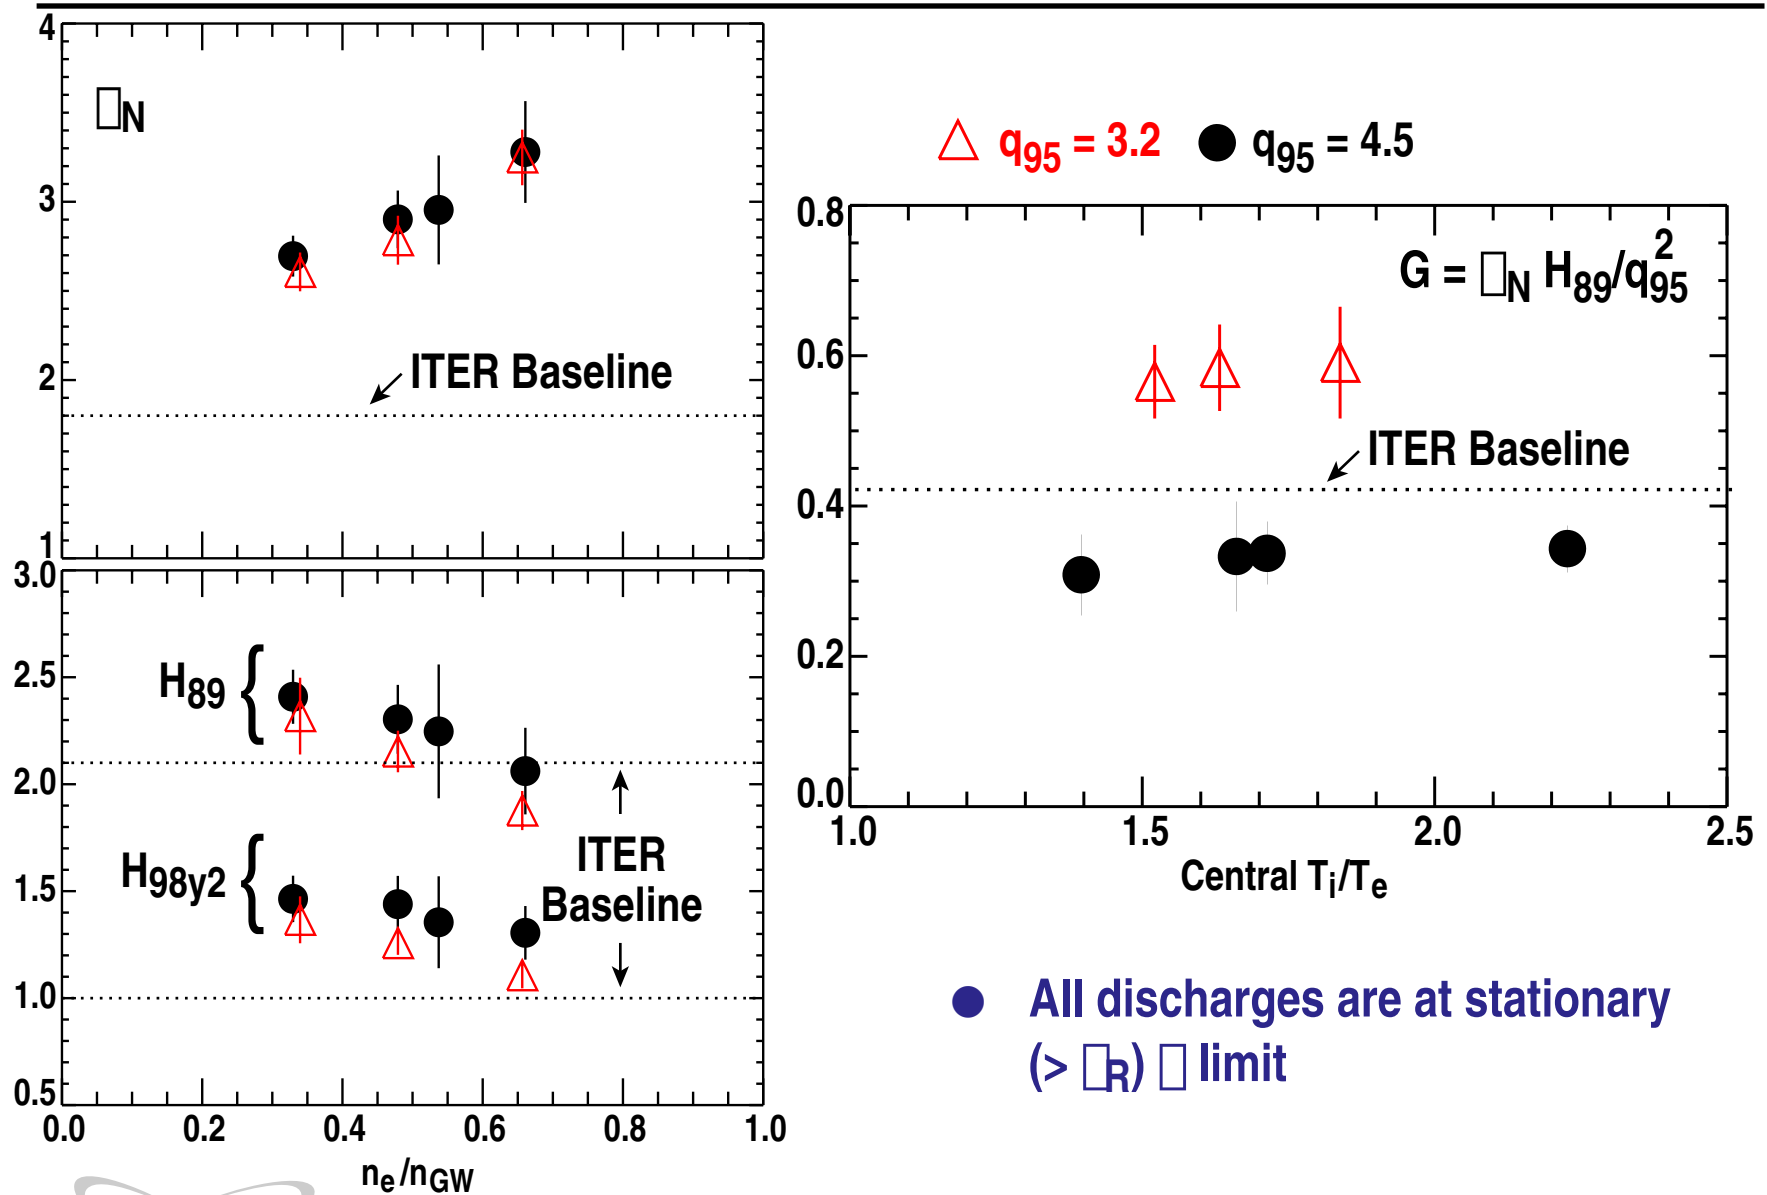 4
3
2
1
▯N
ITER Baseline
3.0
2.5
2.0
1.5
1.0
0.5
H89 {
H98y2 {
ITER
Baseline
0.0 0.2 0.4 0.6 0.8 1.0
ne/nGW
q95 = 3.2 q95 = 4.5
0.8
0.6
0.4
0.2
0.0
G = ▯N H89/q95²
ITER Baseline
1.0 1.5 2.0 2.5
Central Ti/Te
All discharges are at stationary
(> ▯R) ▯ limit